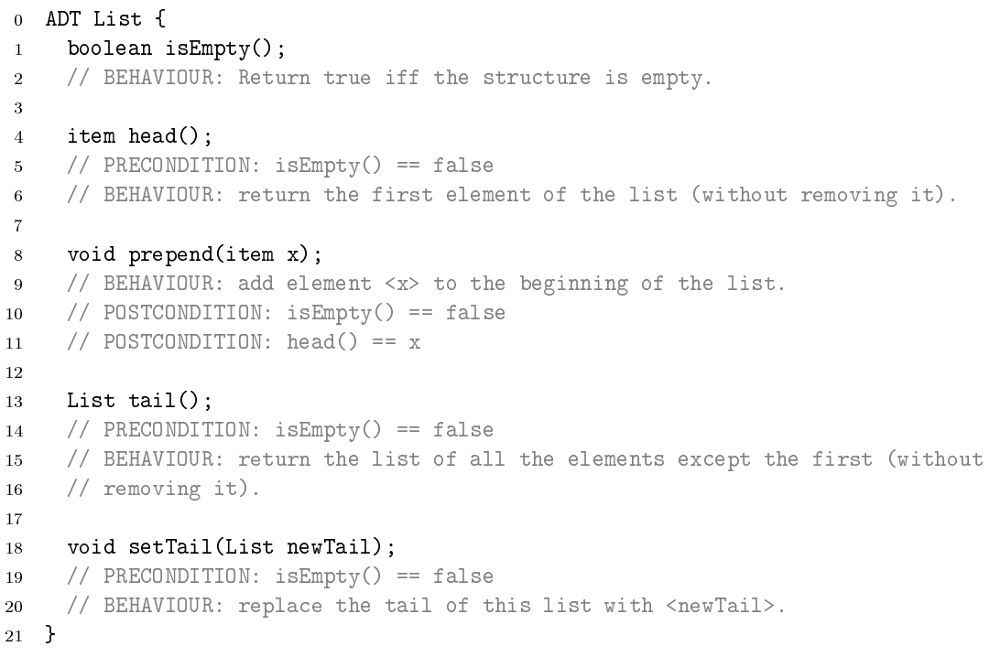 0 ADT List {
1 boolean isEmpty();
2 // BEHAVIOUR: Return true iff the structure is empty.
3
4 item head();
5 // PRECONDITION: isEmpty() == false
6 // BEHAVIOUR: return the first element of the list (without removing it).
7
8 void prepend(item x);
9 // BEHAVIOUR: add element <x> to the beginning of the list.
10 // POSTCONDITION: isEmpty() == false
11 // POSTCONDITION: head() == x
12
13 List tail();
14 // PRECONDITION: isEmpty() == false
15 // BEHAVIOUR: return the list of all the elements except the first (without
16 // removing it).
17
18 void setTail(List newTail);
19 // PRECONDITION: isEmpty() == false
20 // BEHAVIOUR: replace the tail of this list with <newTail>.
21 }